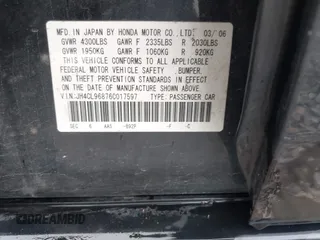 MFD. IN JAPAN BY HONDA MOTOR CO.,LTD. 03/06
GVWR 4300LBS GAWR F 2335LBS R 2030LBS
GVWR 1950KG GAWR F 1060KG R 920KG
THIS VEHICLE CONFORMS TO ALL APPLICABLE
FEDERAL MOTOR VEHICLE SAFETY ,BUMPER,
AND THEFT PREVENTION STANDARDS IN EFFECT
ON THE DATE OF MANUFACTURE SHOWN ABOVE.
V.I.N:JH4CL96876C017597 TYPE: PASSENGER CAR
DREAMBID